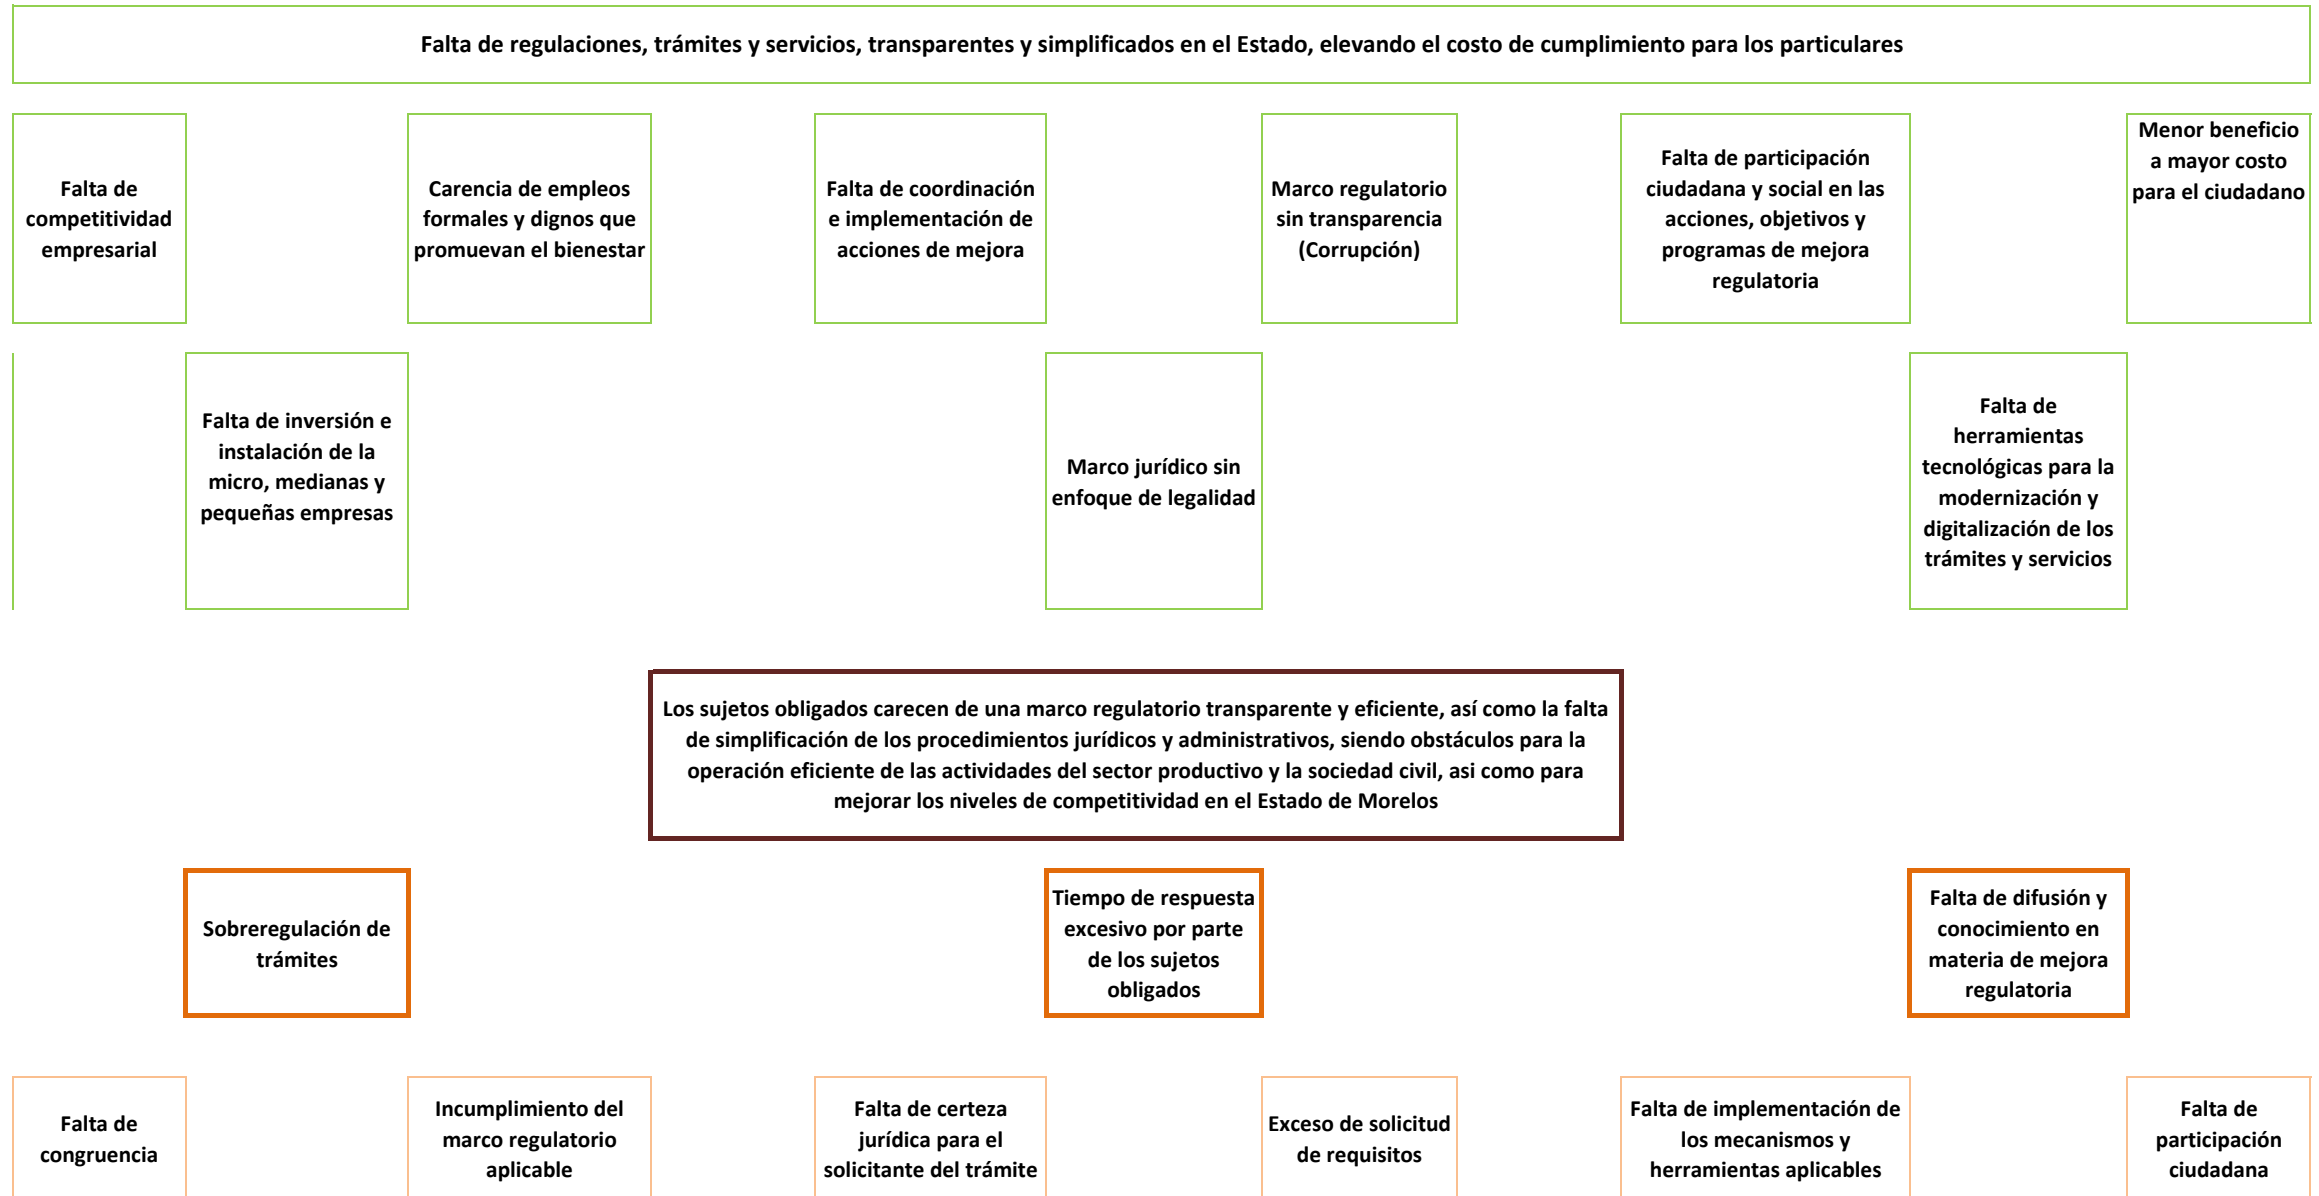 Falta de regulaciones, trámites y servicios, transparentes y simplificados en el Estado, elevando el costo de cumplimiento para los particulares
Falta de
competitividad
empresarial
Carencia de empleos
formales y dignos que
promuevan el bienestar
Falta de coordinación
e implementación de
acciones de mejora
Marco regulatorio
sin transparencia
(Corrupción)
Falta de participación
ciudadana y social en las
acciones, objetivos y
programas de mejora
regulatoria
Menor beneficio
a mayor costo
para el ciudadano
Falta de inversión e
instalación de la
micro, medianas y
pequeñas empresas
Marco jurídico sin
enfoque de legalidad
Falta de
herramientas
tecnológicas para la
modernización y
digitalización de los
trámites y servicios
Los sujetos obligados carecen de una marco regulatorio transparente y eficiente, así como la falta
de simplificación de los procedimientos jurídicos y administrativos, siendo obstáculos para la
operación eficiente de las actividades del sector productivo y la sociedad civil, asi como para
mejorar los niveles de competitividad en el Estado de Morelos
Sobreregulación de
trámites
Tiempo de respuesta
excesivo por parte
de los sujetos
obligados
Falta de difusión y
conocimiento en
materia de mejora
regulatoria
Falta de
congruencia
Incumplimiento del
marco regulatorio
aplicable
Falta de certeza
jurídica para el
solicitante del trámite
Exceso de solicitud
de requisitos
Falta de implementación de
los mecanismos y
herramientas aplicables
Falta de
participación
ciudadana